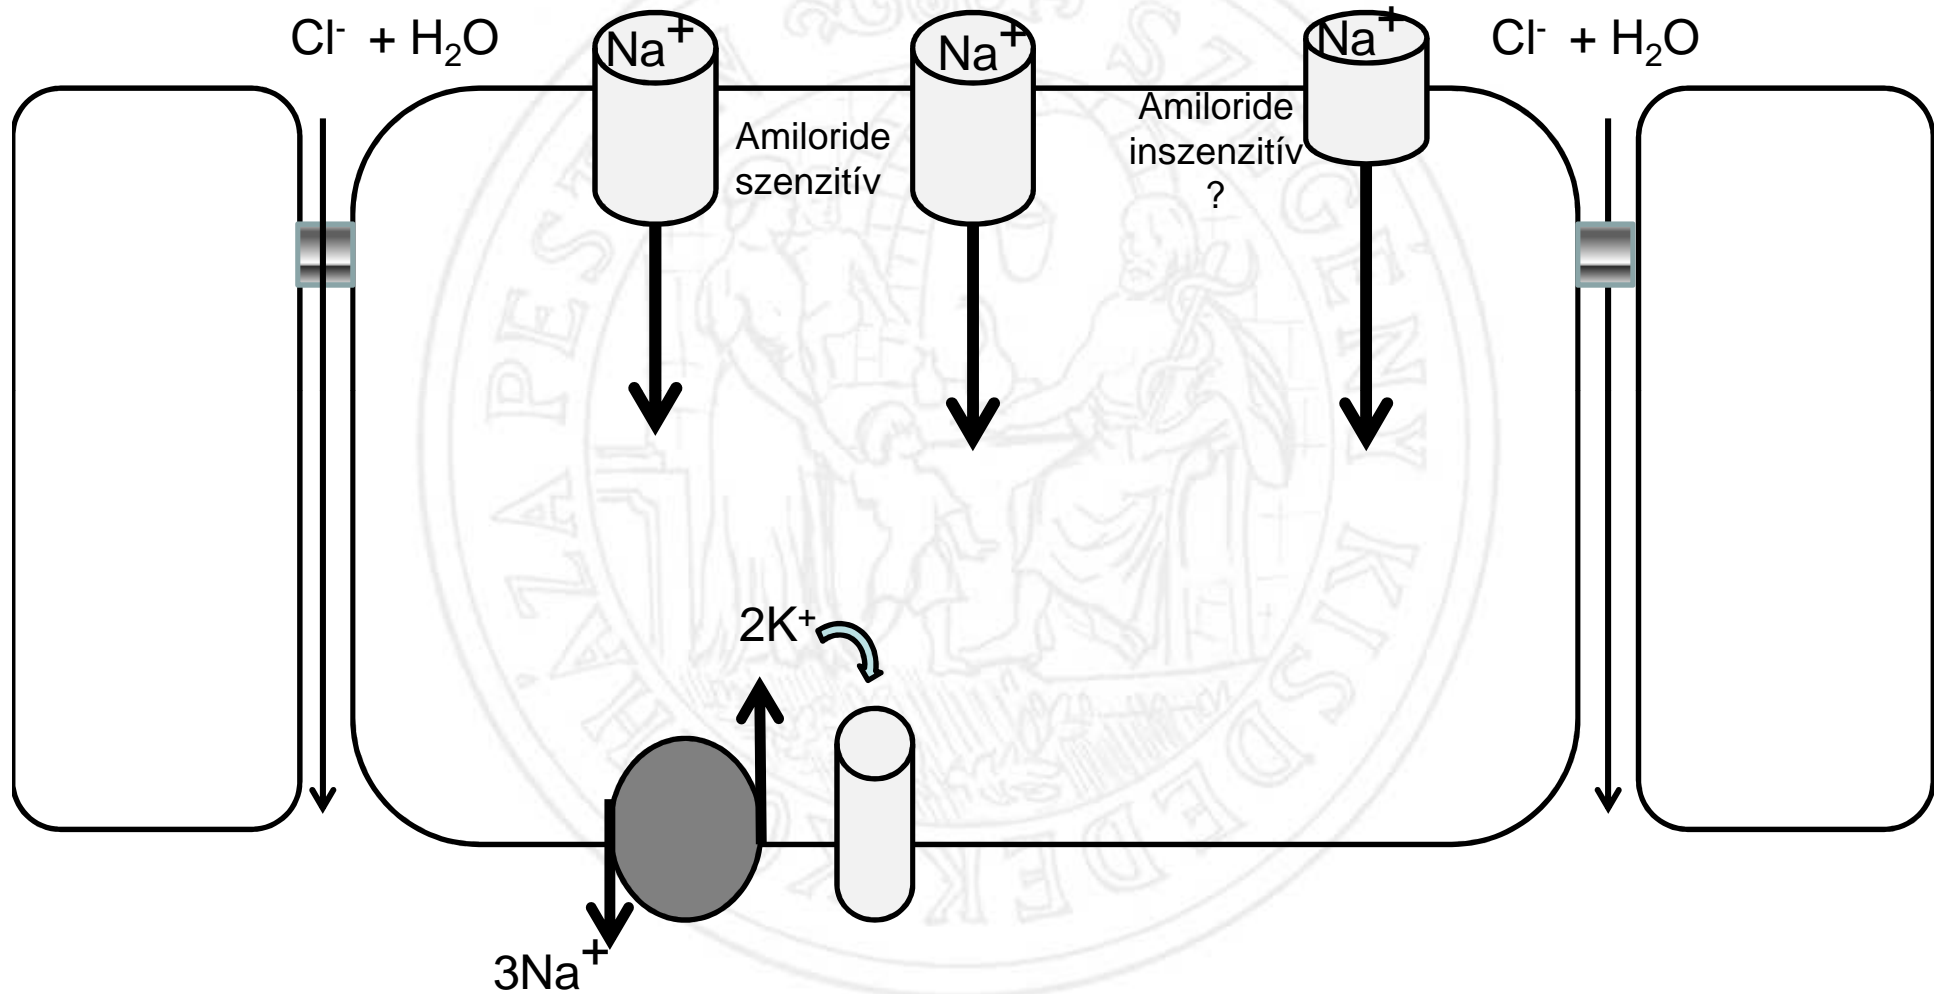 Cl⁻ + H₂O
Na⁺
Na⁺
Na⁺
Cl⁻ + H₂O
Amiloride
szenzitív
Amiloride
inszenzitív
?
2K⁺
3Na⁺